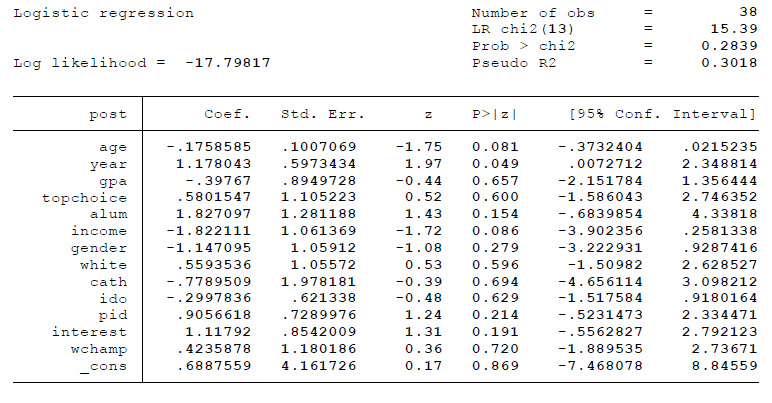 Logistic regression Number of obs = 38
LR chi2(13) = 15.39
Prob > chi2 = 0.2839
Log likelihood = -17.79817 Pseudo R2 = 0.3018
post Coef. Std. Err. z P>|z| [95% Conf. Interval]
age -.1758585 .1007069 -1.75 0.081 -.3732404 .0215235
year 1.178043 .5973434 1.97 0.049 .0072712 2.348814
gpa -.39767 .8949728 -0.44 0.657 -2.151784 1.356444
topchoice .5801547 1.105223 0.52 0.600 -1.586043 2.746352
alum 1.827097 1.281188 1.43 0.154 -.6839854 4.33818
income -1.822111 1.061369 -1.72 0.086 -3.902356 .2581338
gender -1.147095 1.05912 -1.08 0.279 -3.222931 .9287416
white .5593536 1.05572 0.53 0.596 -1.50982 2.628527
cath -.7789509 1.978181 -0.39 0.694 -4.656114 3.098212
ido -.2997836 .621338 -0.48 0.629 -1.517584 .9180164
pid .9056618 .7289976 1.24 0.214 -.5231473 2.334471
interest 1.11792 .8542009 1.31 0.191 -.5562827 2.792123
wchamp .4235878 1.180186 0.36 0.720 -1.889535 2.73671
_cons .6887559 4.161726 0.17 0.869 -7.468078 8.84559